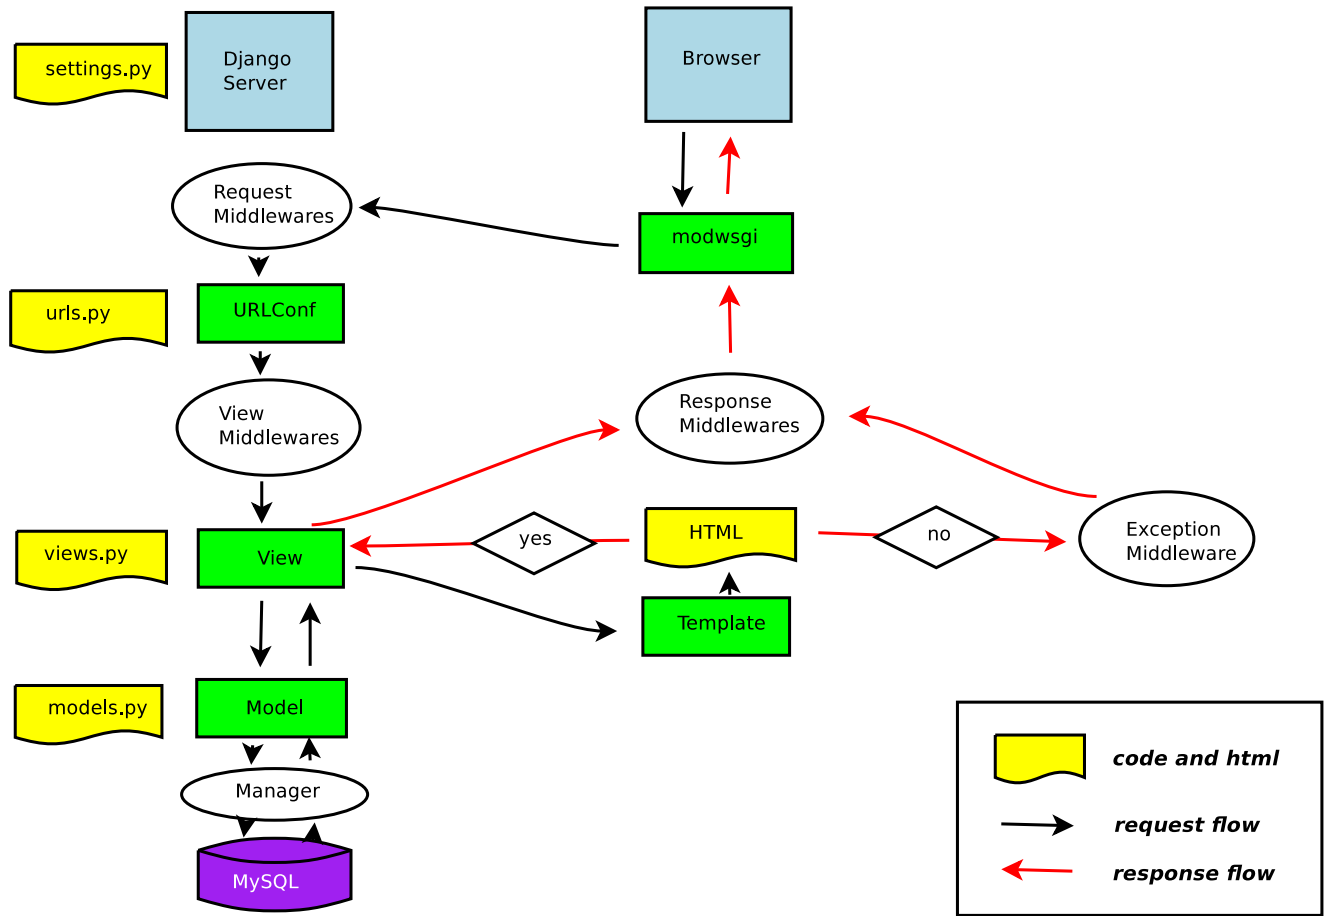 settings.py
Django
Server
Browser
Request
Middlewares
modwsgi
urls.py
URLConf
View
Middlewares
Response
Middlewares
views.py
View
yes
HTML
no
Exception
Middleware
Template
models.py
Model
Manager
MySQL
code and html
request flow
response flow